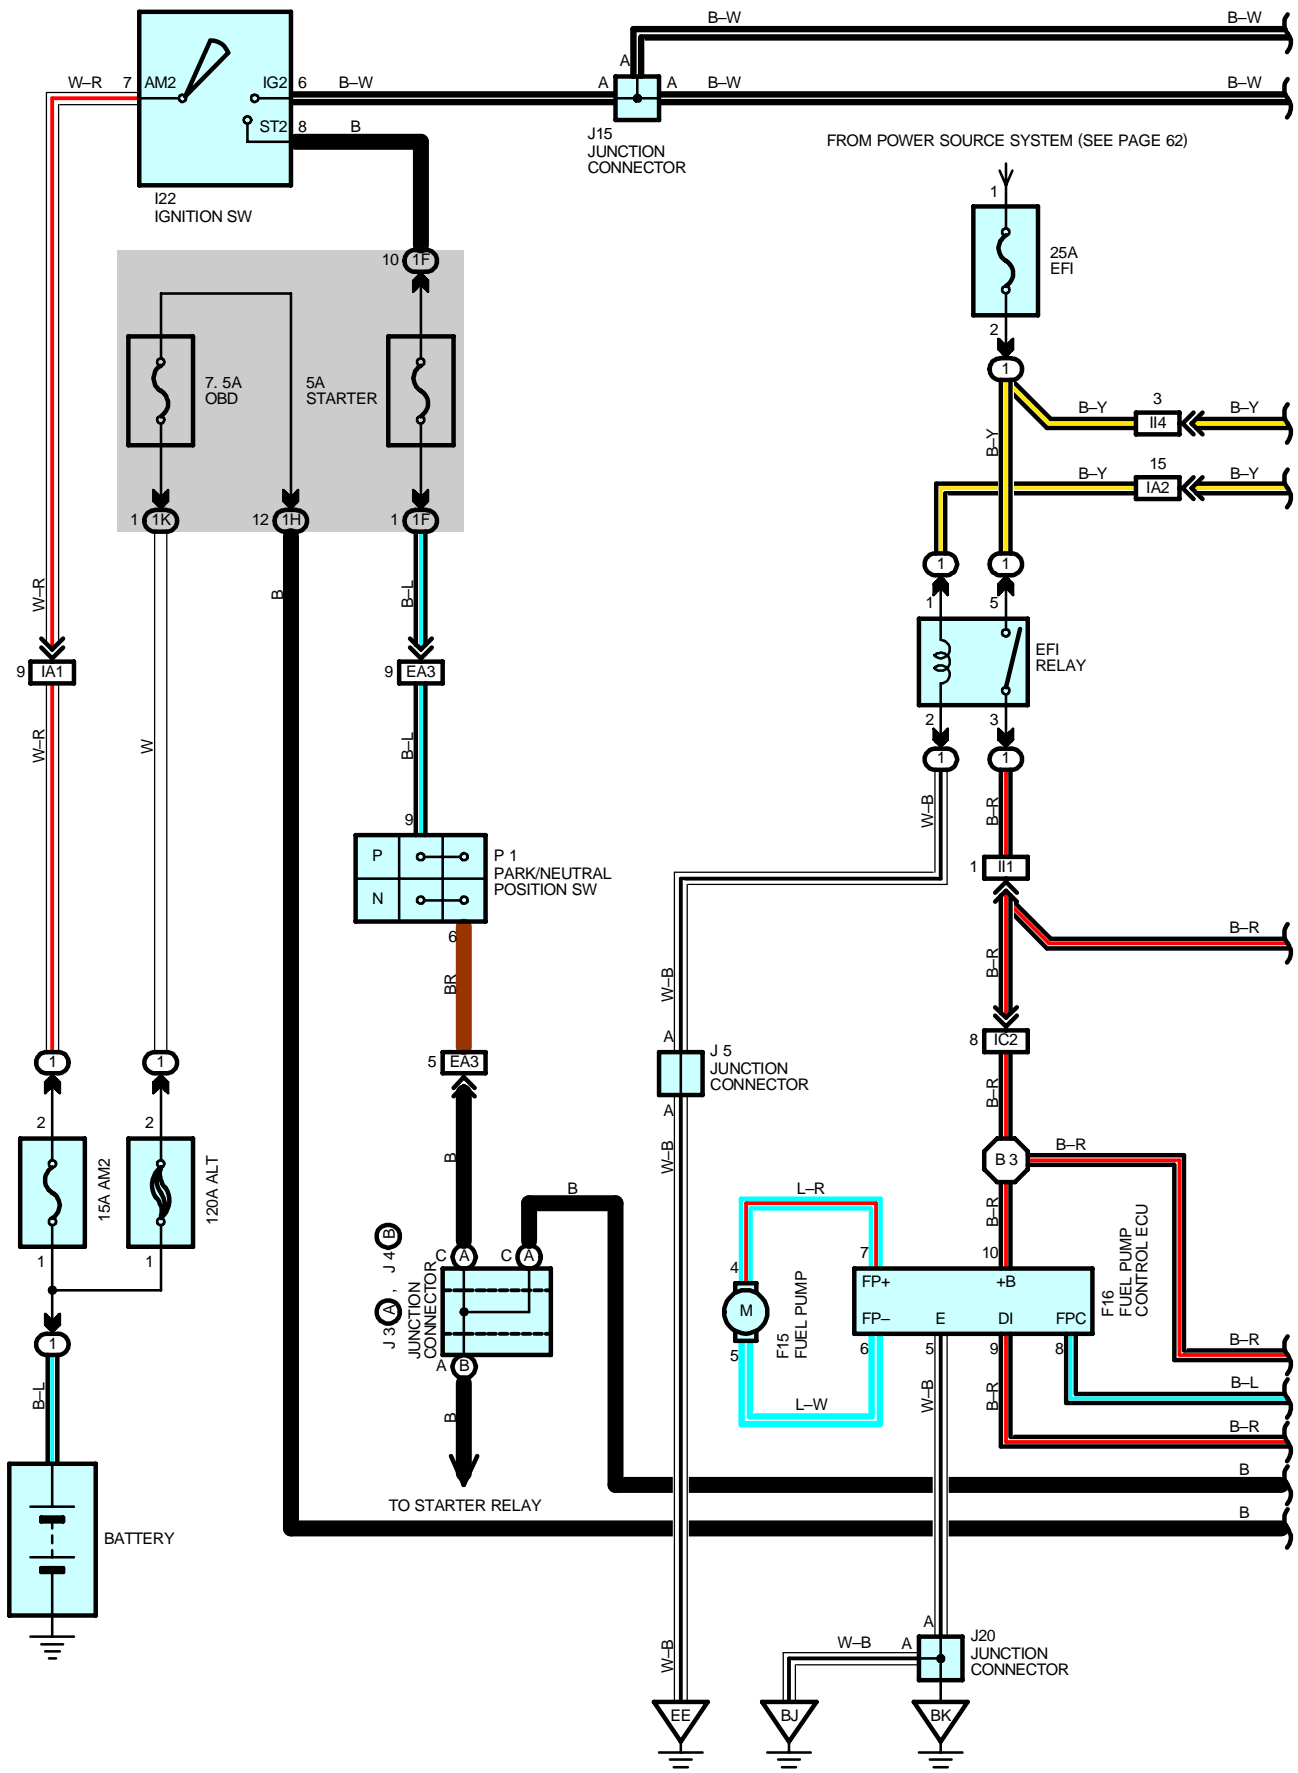 B–W
B–W
A
W–R
7
AM2
IG2
6
B–W
A
A
B–W
B–W
ST2
8
B
J15
JUNCTION
CONNECTOR
FROM POWER SOURCE SYSTEM (SEE PAGE 62)
I22
IGNITION SW
1
10
1F
25A
EFI
2
1
7. 5A
OBD
5A
STARTER
3
B–Y
II4
B–Y
B–Y
15
B–Y
IA2
B–Y
1
1K
12
1H
1
1F
1
1
W–R
B
B–L
1
5
EFI
RELAY
9
IA1
9
EA3
2
3
W–R
W
B–L
1
1
W–B
B–R
9
P
N
P 1
PARK/NEUTRAL
POSITION SW
1
II1
6
B–R
BR
W–B
B–R
A
8
IC2
1
1
5
EA3
J 5
JUNCTION
CONNECTOR
A
B–R
2
2
15A AM2
120A ALT
B
W–B
B 3
B–R
B
L–R
B–R
1
1
J 3 A , J 4 B
JUNCTION
CONNECTOR
C
A
C
A
7
10
4
FP+
+B
F16
FUEL PUMP
CONTROL ECU
M
F15
FUEL PUMP
FP–
E
DI
FPC
1
A
B
5
6
5
9
8
B–R
B–L
B
L–W
W–B
B–R
B–L
B–R
B
TO STARTER RELAY
B
BATTERY
W–B
A
W–B
A
J20
JUNCTION
CONNECTOR
EE
BJ
BK